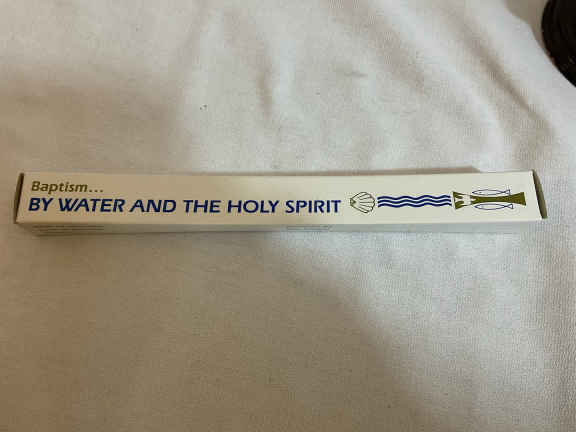 Baptism...
BY WATER AND THE HOLY SPIRIT